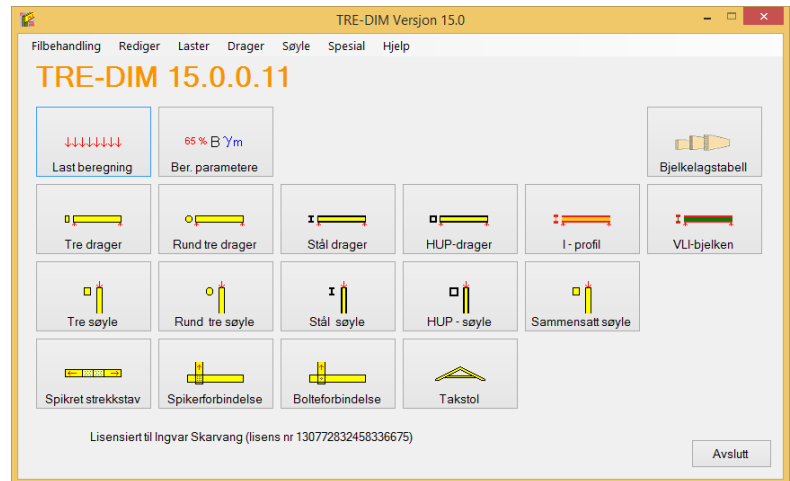 TRE-DIM Versjon 15.0
Filbehandling Rediger Laster Drager Søyle Spesial Hjelp
TRE-DIM 15.0.0.11
65 % B γm
Last beregning Ber. parametere Bjelkelagstabell
Tre drager Rund tre drager Stål drager HUP-drager I - profil VLI-bjelken
Tre søyle Rund tre søyle Stål søyle HUP - søyle Sammensatt søyle
Spikret strekkstav Spikerforbindelse Bolteforbindelse Takstol
Lisensiert til Ingvar Skarvang (lisens nr 130772832458336675)
Avslutt